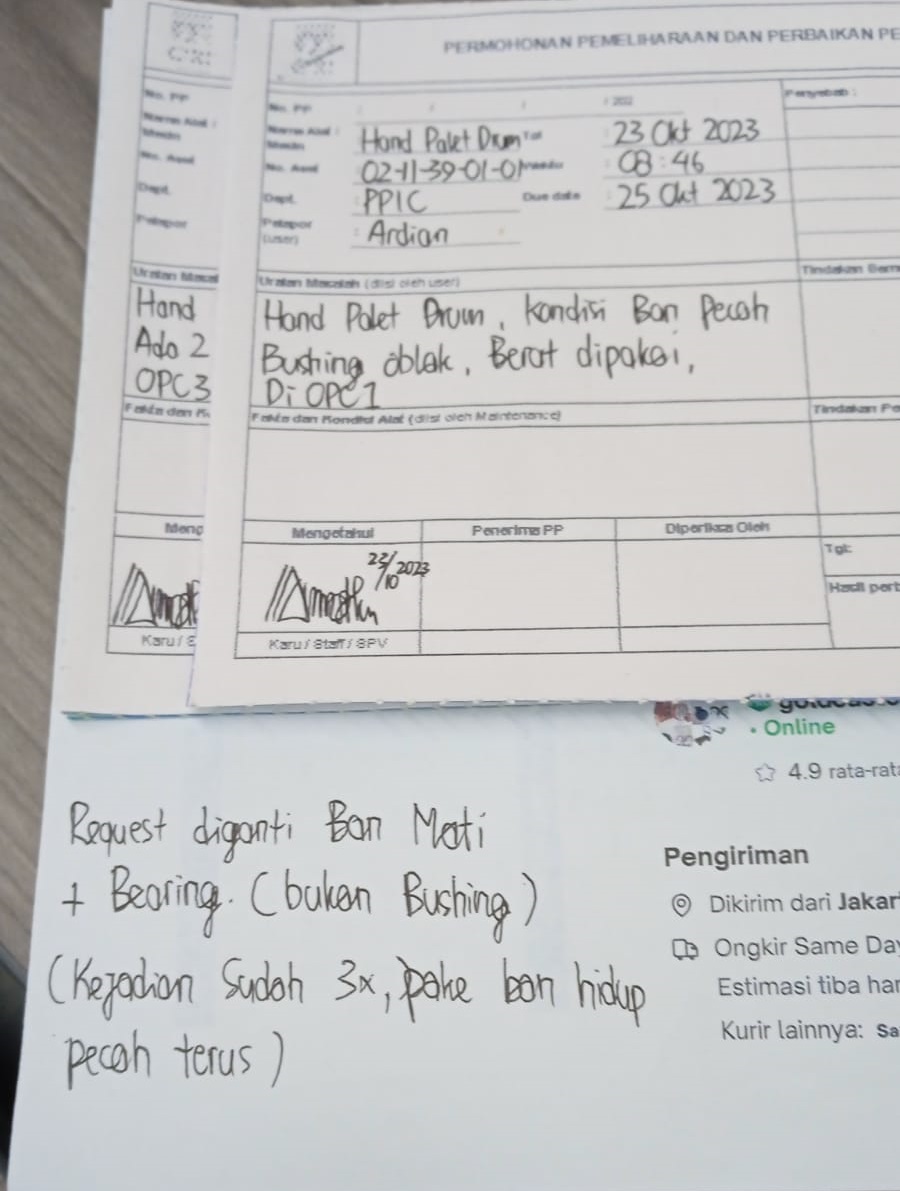 PERMOHONAN PEMELIHARAAN DAN PERBAIKAN PE
No. PP
Nama Alat :
Mesin
No. Aset
Dept.
Pelapor
Uraian Masal
Hand
Ado 2
OPC 3
Fakta dan K
Meng
Karu / S
No. PP / / / 202
Nama Alat : Hand Palet Drum Tgl 23 Okt 2023
Mesin
No. Aset 02-11-39-01-01 08:46
Dept. : PPIC Due date : 25 Okt 2023
Pelapor : Ardian
(user)
Penyebab :
Uraian Masalah (diisi oleh user)
Hand Palet Drum, Kondisi Ban Pecah
Bushing oblak, Berat dipakai,
Di OPC1
Tindakan Sem
Fakta dan Kondisi Alat (diisi oleh Maintenance)
Tindakan Pe
Mengetahui Penerima PP Diperiksa Oleh
23/10 2023
Tgl:
Hasil perb
Karu / Staff / SPV
• Online
4.9 rata-rata
Request diganti Ban Mati
+ Bearing. (bukan Bushing)
(Kejadian Sudah 3x, pake ban hidup
pecah terus)
Pengiriman
Dikirim dari Jakar
Ongkir Same Day
Estimasi tiba har
Kurir lainnya: Sa